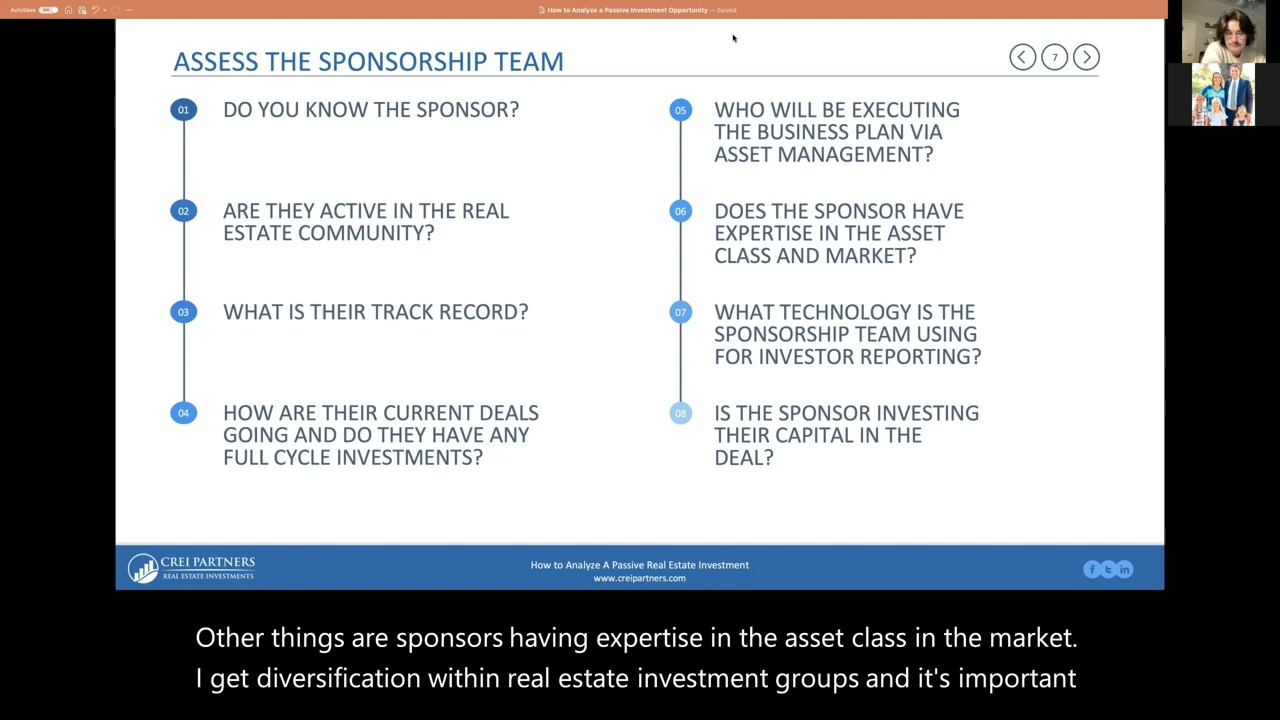 AutoSave ON
How to Analyze a Passive Investment Opportunity — Saved
ASSESS THE SPONSORSHIP TEAM
7
01
DO YOU KNOW THE SPONSOR?
02
ARE THEY ACTIVE IN THE REAL
ESTATE COMMUNITY?
03
WHAT IS THEIR TRACK RECORD?
04
HOW ARE THEIR CURRENT DEALS
GOING AND DO THEY HAVE ANY
FULL CYCLE INVESTMENTS?
05
WHO WILL BE EXECUTING
THE BUSINESS PLAN VIA
ASSET MANAGEMENT?
06
DOES THE SPONSOR HAVE
EXPERTISE IN THE ASSET
CLASS AND MARKET?
07
WHAT TECHNOLOGY IS THE
SPONSORSHIP TEAM USING
FOR INVESTOR REPORTING?
08
IS THE SPONSOR INVESTING
THEIR CAPITAL IN THE
DEAL?
CREI PARTNERS
REAL ESTATE INVESTMENTS
How to Analyze A Passive Real Estate Investment
www.creipartners.com
f t in
Other things are sponsors having expertise in the asset class in the market.
I get diversification within real estate investment groups and it's important